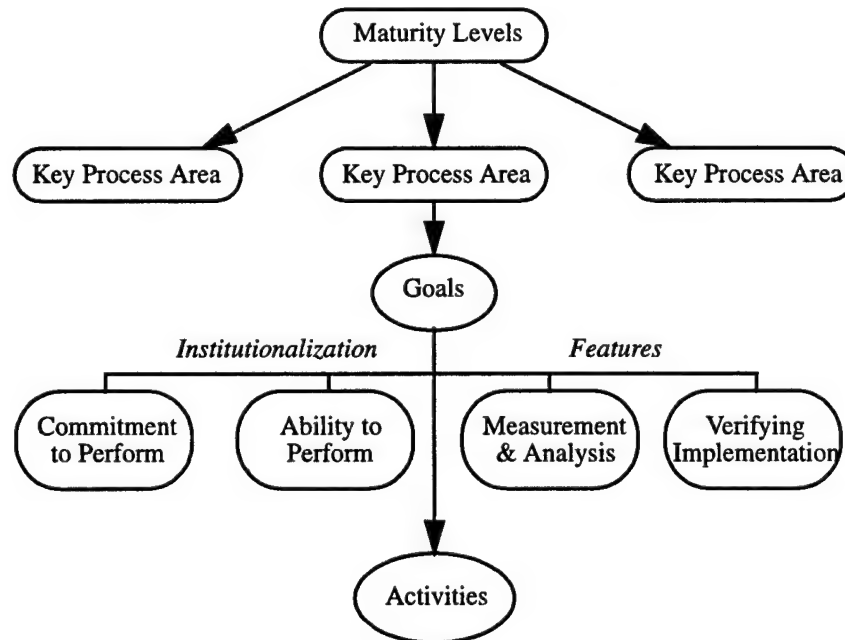 Maturity Levels
Key Process Area
Key Process Area
Key Process Area
Goals
Institutionalization
Features
Commitment
to Perform
Ability to
Perform
Measurement
& Analysis
Verifying
Implementation
Activities